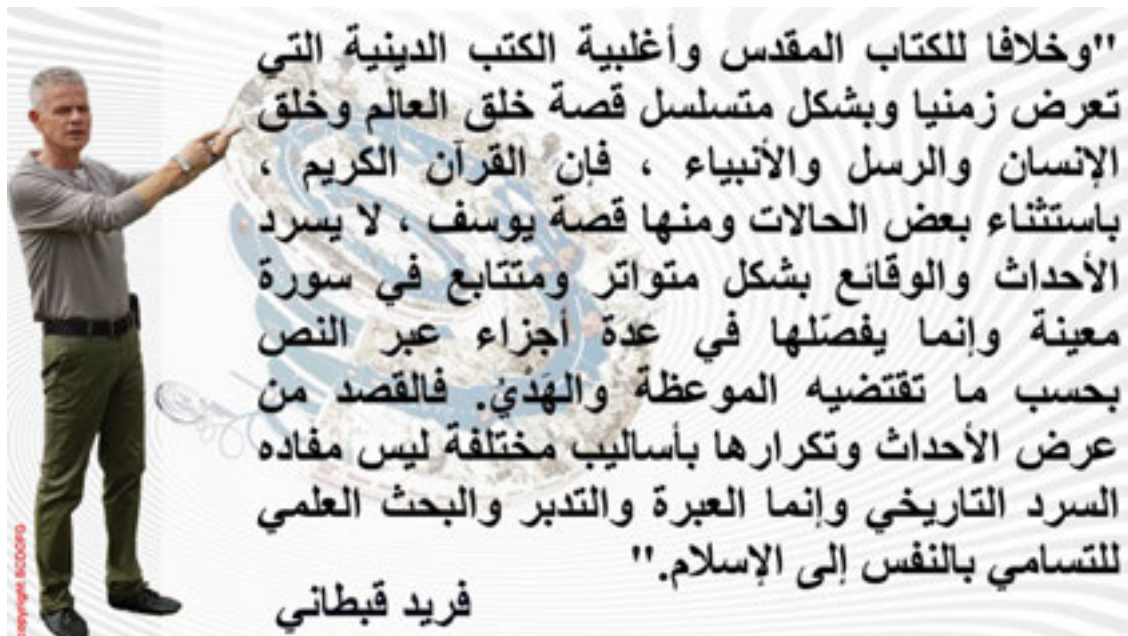 "وخلافا للكتاب المقدس وأغلبية الكتب الدينية التي
تعرض زمنيا وبشكل متسلسل قصة خلق العالم وخلق
الإنسان والرسل والأنبياء ، فإن القرآن الكريم ،
باستثناء بعض الحالات ومنها قصة يوسف ، لا يسرد
الأحداث والوقائع بشكل متواتر ومتتابع في سورة
معينة وإنما يفصَلها في عدة أجزاء عبر النص
بحسب ما تقتضيه الموعظة والهَديْ. فالقصد من
عرض الأحداث وتكرارها بأساليب مختلفة ليس مفاده
السرد التاريخي وإنما العبرة والتدبر والبحث العلمي
للتسامي بالنفس إلى الإسلام."
فريد قبطاني
copyright SCDOFG